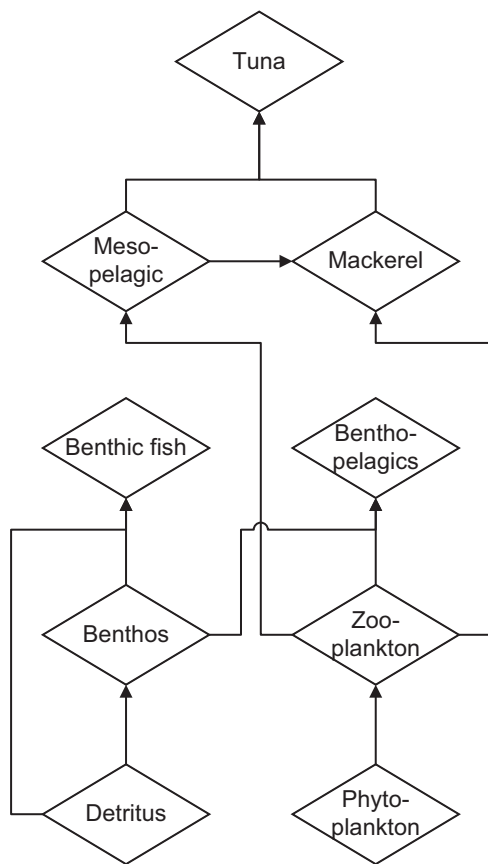 Tuna
Meso-
pelagic
Mackerel
Benthic fish
Bentho-
pelagics
Benthos
Zoo-
plankton
Detritus
Phyto-
plankton